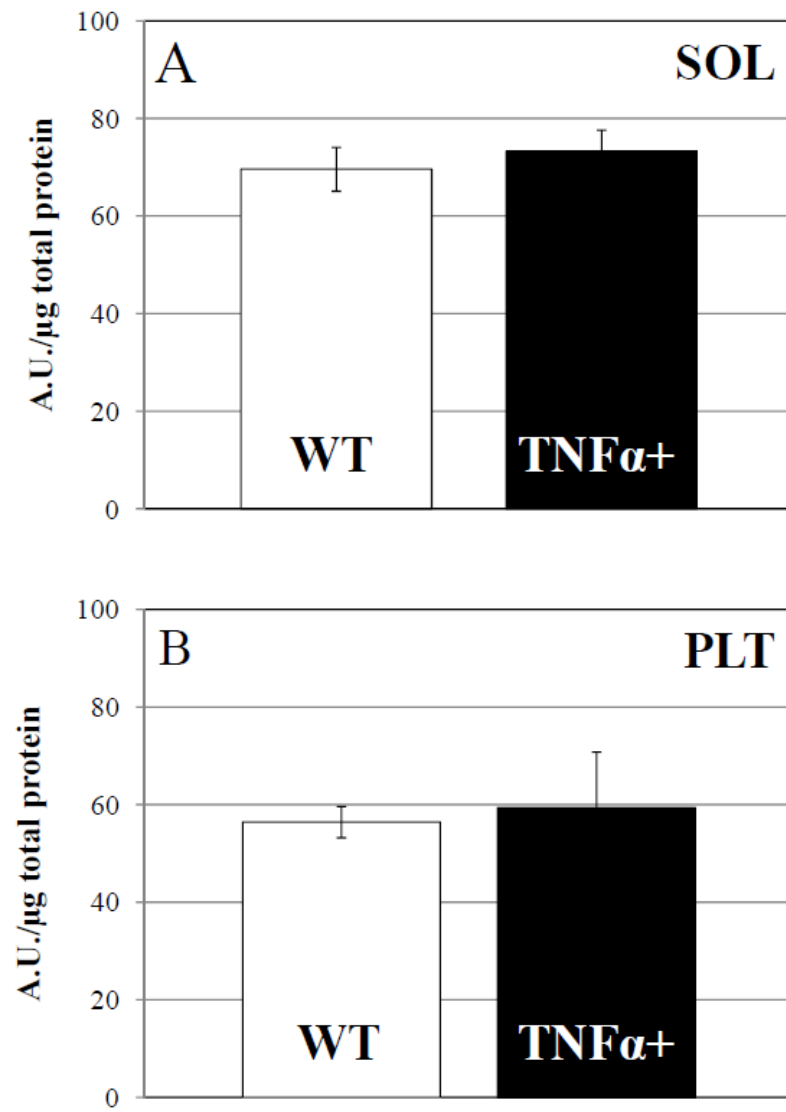 100
A
SOL
80
60
40
20
0
A.U./µg total protein
WT
TNFα+
100
B
PLT
80
60
40
20
0
A.U./µg total protein
WT
TNFα+